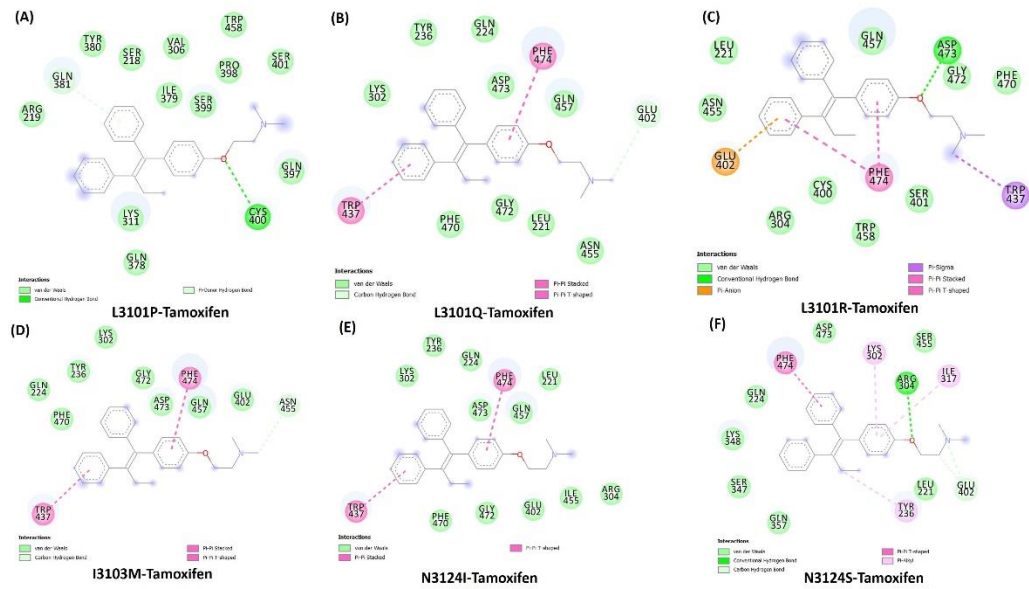 (A)
TRP
458
TYR
380
SER
218
VAL
306
SER
401
PRO
398
GLN
381
ILE
379
SER
399
ARG
219
N
O
GLN
397
LYS
311
CYS
400
GLN
378
Interactions
van der Waals
Conventional Hydrogen Bond
Pi-Donor Hydrogen Bond
L3101P-Tamoxifen
(B)
TYR
236
GLN
224
PHE
474
ASP
473
LYS
302
GLN
457
GLU
402
O
N
TRP
437
PHE
470
GLY
472
LEU
221
ASN
455
Interactions
van der Waals
Carbon Hydrogen Bond
Pi-Pi Stacked
Pi-Pi T-shaped
L3101Q-Tamoxifen
(C)
GLN
457
ASP
473
LEU
221
GLY
472
PHE
470
ASN
455
O
N
GLU
402
PHE
474
TRP
437
CYS
400
SER
401
ARG
304
TRP
458
Interactions
van der Waals
Conventional Hydrogen Bond
Pi-Anion
Pi-Sigma
Pi-Pi Stacked
Pi-Pi T-shaped
L3101R-Tamoxifen
(D)
LYS
302
TYR
236
GLY
472
PHE
474
GLN
224
ASP
473
GLN
457
GLU
402
ASN
455
PHE
470
O
N
TRP
437
Interactions
van der Waals
Carbon Hydrogen Bond
Pi-Pi Stacked
Pi-Pi T-shaped
I3103M-Tamoxifen
(E)
TYR
236
GLN
224
LYS
302
PHE
474
LEU
221
ASP
473
GLN
457
O
N
TRP
437
PHE
470
GLY
472
GLU
402
ILE
455
ARG
304
Interactions
van der Waals
Pi-Pi Stacked
Pi-Pi T-shaped
N3124I-Tamoxifen
(F)
ASP
473
LYS
302
SER
455
PHE
474
ARG
304
ILE
317
GLN
224
LYS
348
O
N
SER
347
LEU
221
GLU
402
TYR
236
GLN
357
Interactions
van der Waals
Conventional Hydrogen Bond
Carbon Hydrogen Bond
Pi-Pi T-shaped
Pi-Alkyl
N3124S-Tamoxifen